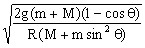 √(2g(m + M)(1 − cos θ) / R(M + m sin² θ))